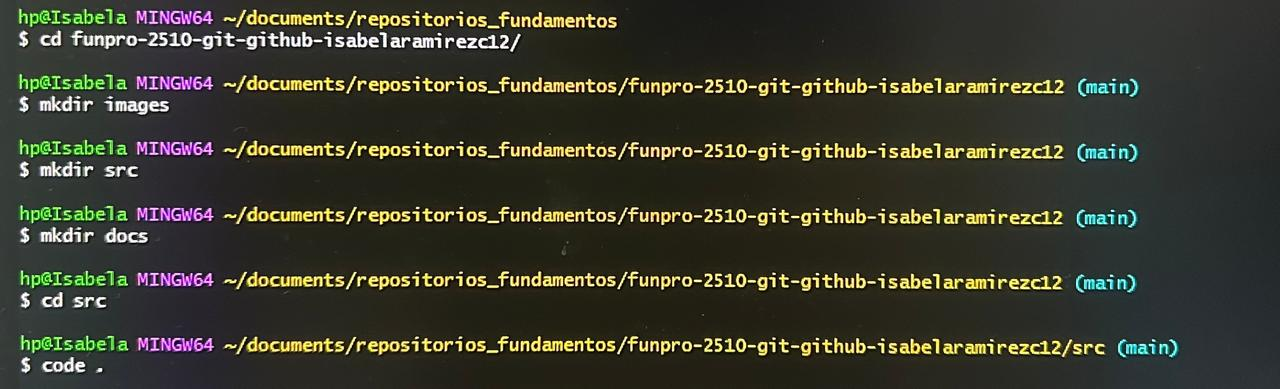 hp@Isabela MINGW64 ~/documents/repositorios_fundamentos
$ cd funpro-2510-git-github-isabelaramirezc12/
hp@Isabela MINGW64 ~/documents/repositorios_fundamentos/funpro-2510-git-github-isabelaramirezc12 (main)
$ mkdir images
hp@Isabela MINGW64 ~/documents/repositorios_fundamentos/funpro-2510-git-github-isabelaramirezc12 (main)
$ mkdir src
hp@Isabela MINGW64 ~/documents/repositorios_fundamentos/funpro-2510-git-github-isabelaramirezc12 (main)
$ mkdir docs
hp@Isabela MINGW64 ~/documents/repositorios_fundamentos/funpro-2510-git-github-isabelaramirezc12 (main)
$ cd src
hp@Isabela MINGW64 ~/documents/repositorios_fundamentos/funpro-2510-git-github-isabelaramirezc12/src (main)
$ code .